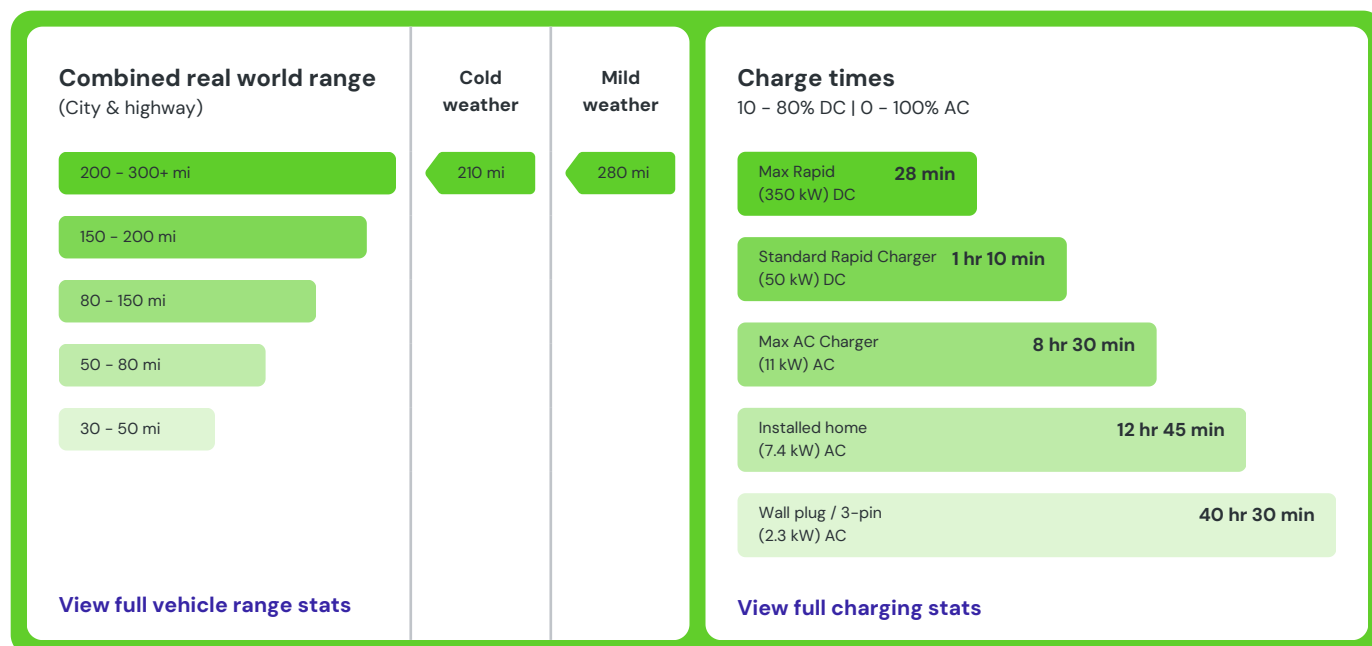 Combined real world range
(City & highway)
Cold
weather
Mild
weather
200 - 300+ mi
210 mi
280 mi
150 - 200 mi
80 - 150 mi
50 - 80 mi
30 - 50 mi
View full vehicle range stats
Charge times
10 - 80% DC | 0 - 100% AC
Max Rapid
(350 kW) DC
28 min
Standard Rapid Charger
(50 kW) DC
1 hr 10 min
Max AC Charger
(11 kW) AC
8 hr 30 min
Installed home
(7.4 kW) AC
12 hr 45 min
Wall plug / 3-pin
(2.3 kW) AC
40 hr 30 min
View full charging stats